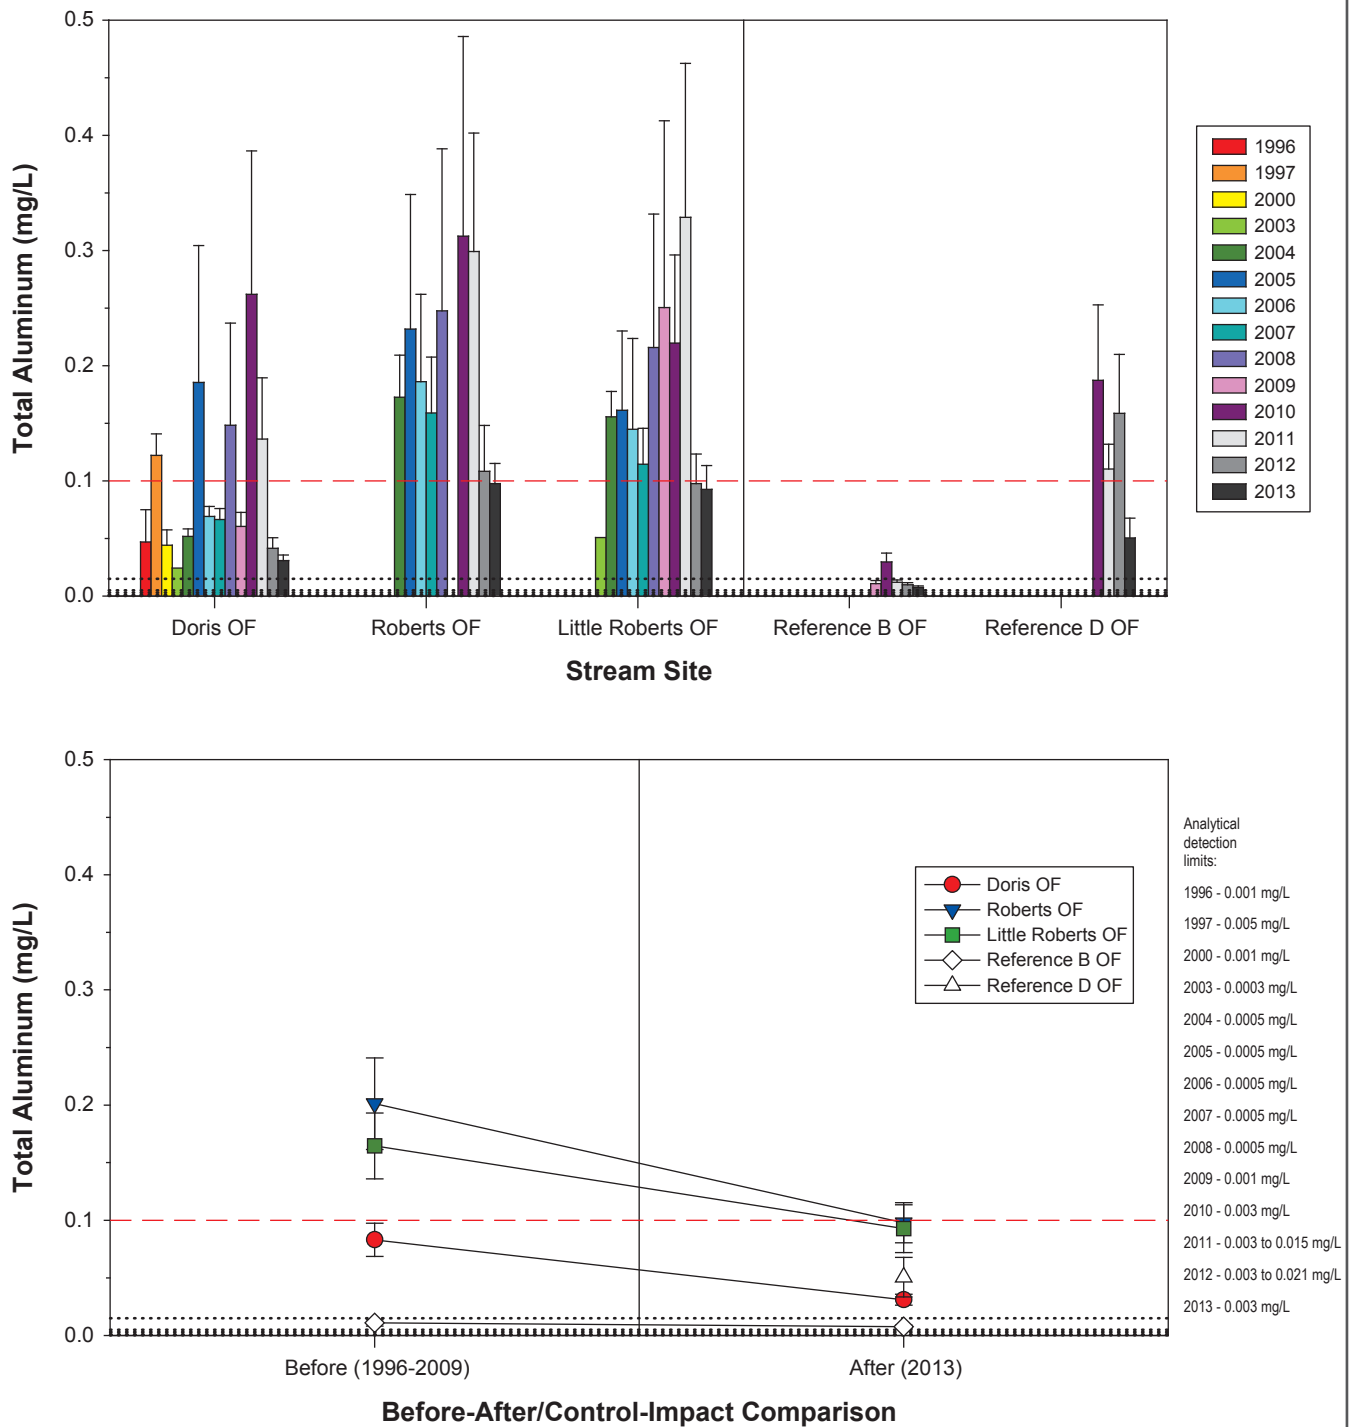 0.5
0.4
0.3
0.2
0.1
0.0
Total Aluminum (mg/L)
Doris OF
Roberts OF
Little Roberts OF
Reference B OF
Reference D OF
Stream Site
1996
1997
2000
2003
2004
2005
2006
2007
2008
2009
2010
2011
2012
2013
0.5
0.4
0.3
0.2
0.1
0.0
Total Aluminum (mg/L)
Doris OF
Roberts OF
Little Roberts OF
Reference B OF
Reference D OF
Before (1996-2009)
After (2013)
Before-After/Control-Impact Comparison
Analytical
detection
limits:
1996 - 0.001 mg/L
1997 - 0.005 mg/L
2000 - 0.001 mg/L
2003 - 0.0003 mg/L
2004 - 0.0005 mg/L
2005 - 0.0005 mg/L
2006 - 0.0005 mg/L
2007 - 0.0005 mg/L
2008 - 0.0005 mg/L
2009 - 0.001 mg/L
2010 - 0.003 mg/L
2011 - 0.003 to 0.015 mg/L
2012 - 0.003 to 0.021 mg/L
2013 - 0.003 mg/L